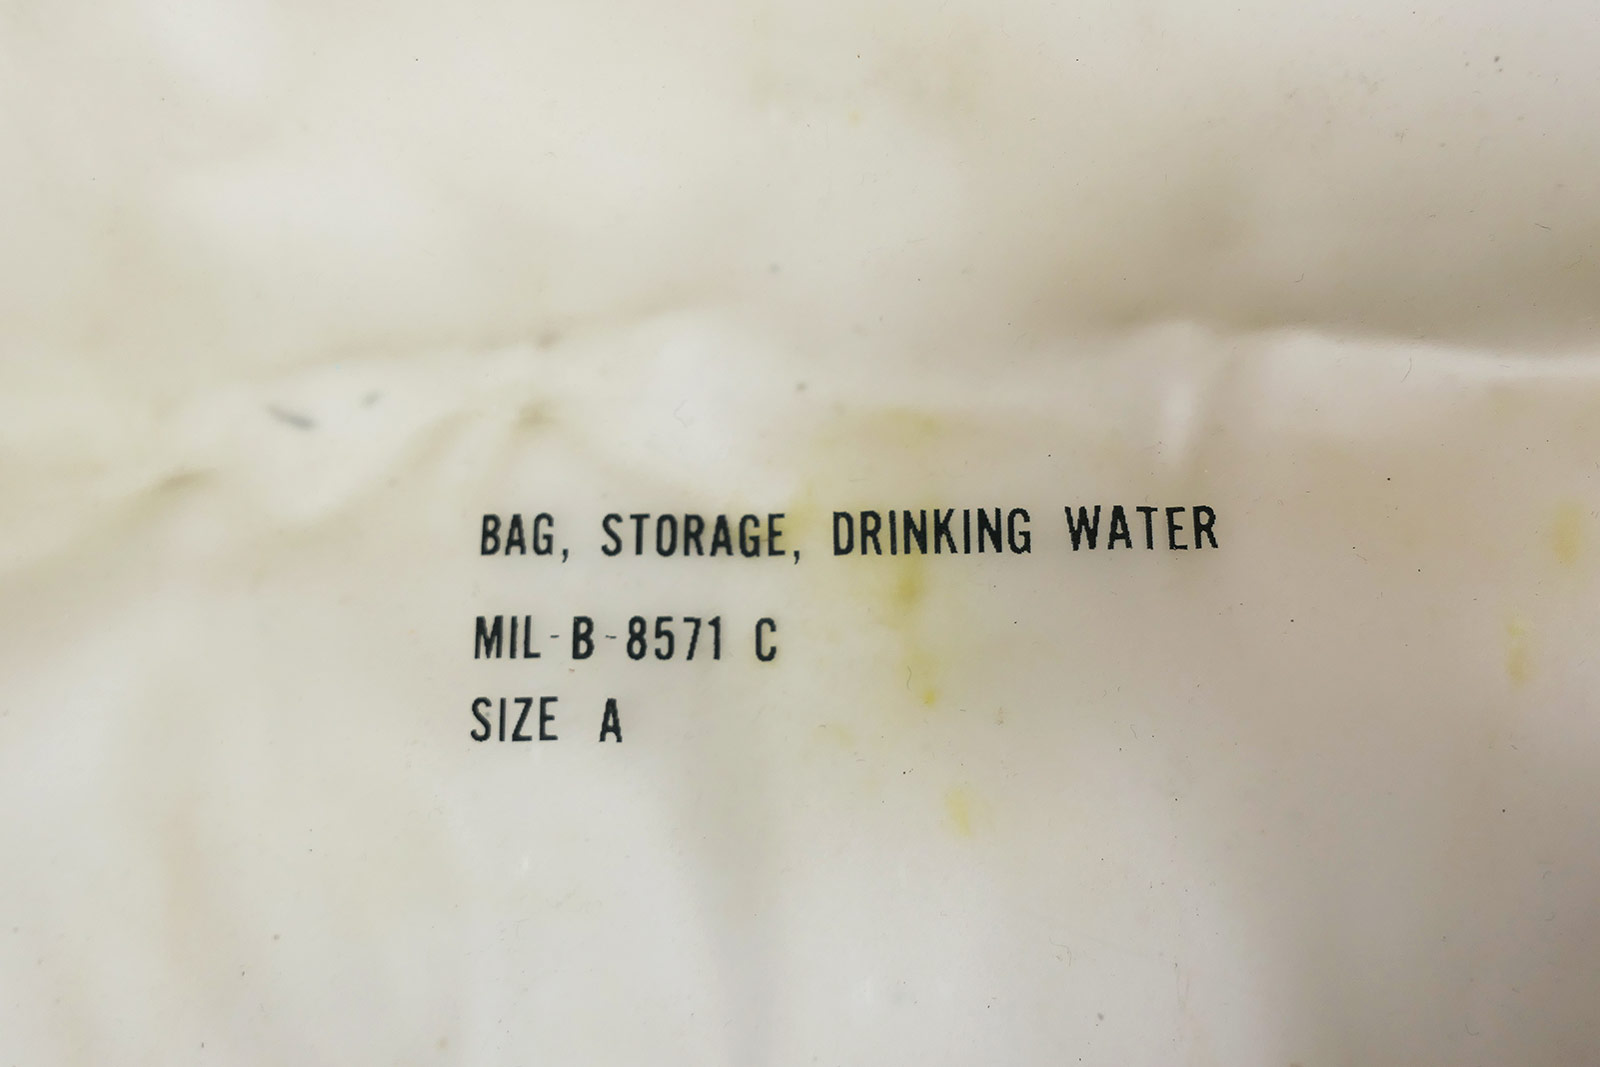 BAG, STORAGE, DRINKING WATER
MIL-B-8571 C
SIZE A